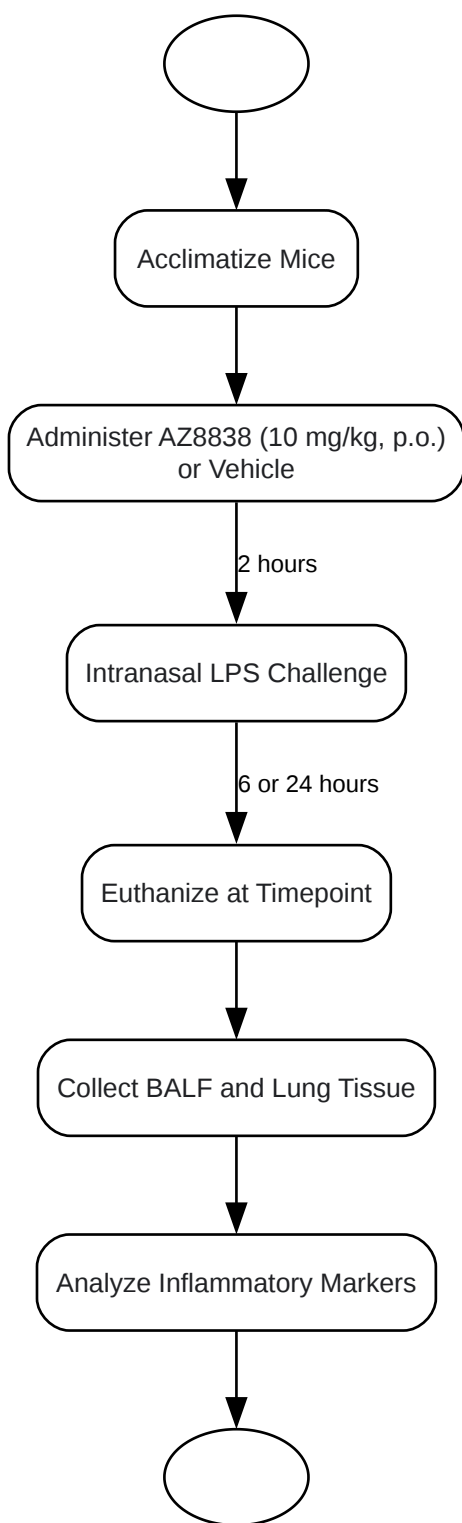 Acclimatize Mice
Administer AZ8838 (10 mg/kg, p.o.)
or Vehicle
2 hours
Intranasal LPS Challenge
6 or 24 hours
Euthanize at Timepoint
Collect BALF and Lung Tissue
Analyze Inflammatory Markers